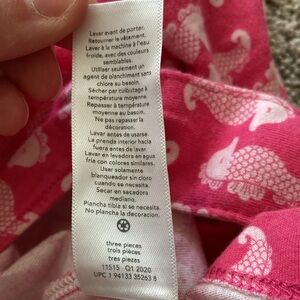 Laver avant de porter.
Retourner le vêtement.
Laver à la machine à l'eau
froide, avec des couleurs
semblables.
Utiliser seulement un
agent de blanchiment sans
chlore au besoin.
Sécher par culbutage à
température moyenne.
Repasser à température
moyenne au besoin.
Ne pas repasser la
décoration.
Lavar antes de usarse.
La prenda interior hacia
fuera antes de lavar.
Lavar en lavadora en agua
fria con colores similares.
Usar solamente
blanqueador sin cloro
cuando se necesita.
Secar en secadora
mediano.
Plancha tibia si se necesita.
No plancha la decoracion.
three pieces
trois pièces
tres piezas
11515 Q1 2020
UPC 1 94133 35263 8